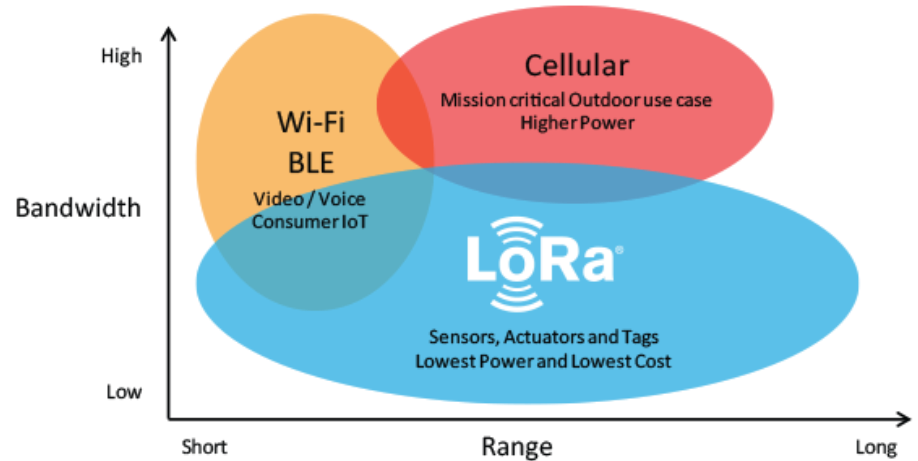 High
Cellular
Mission critical Outdoor use case
Higher Power
Wi-Fi
BLE
Video / Voice
Consumer IoT
Bandwidth
LoRa®
Sensors, Actuators and Tags
Lowest Power and Lowest Cost
Low
Short
Range
Long